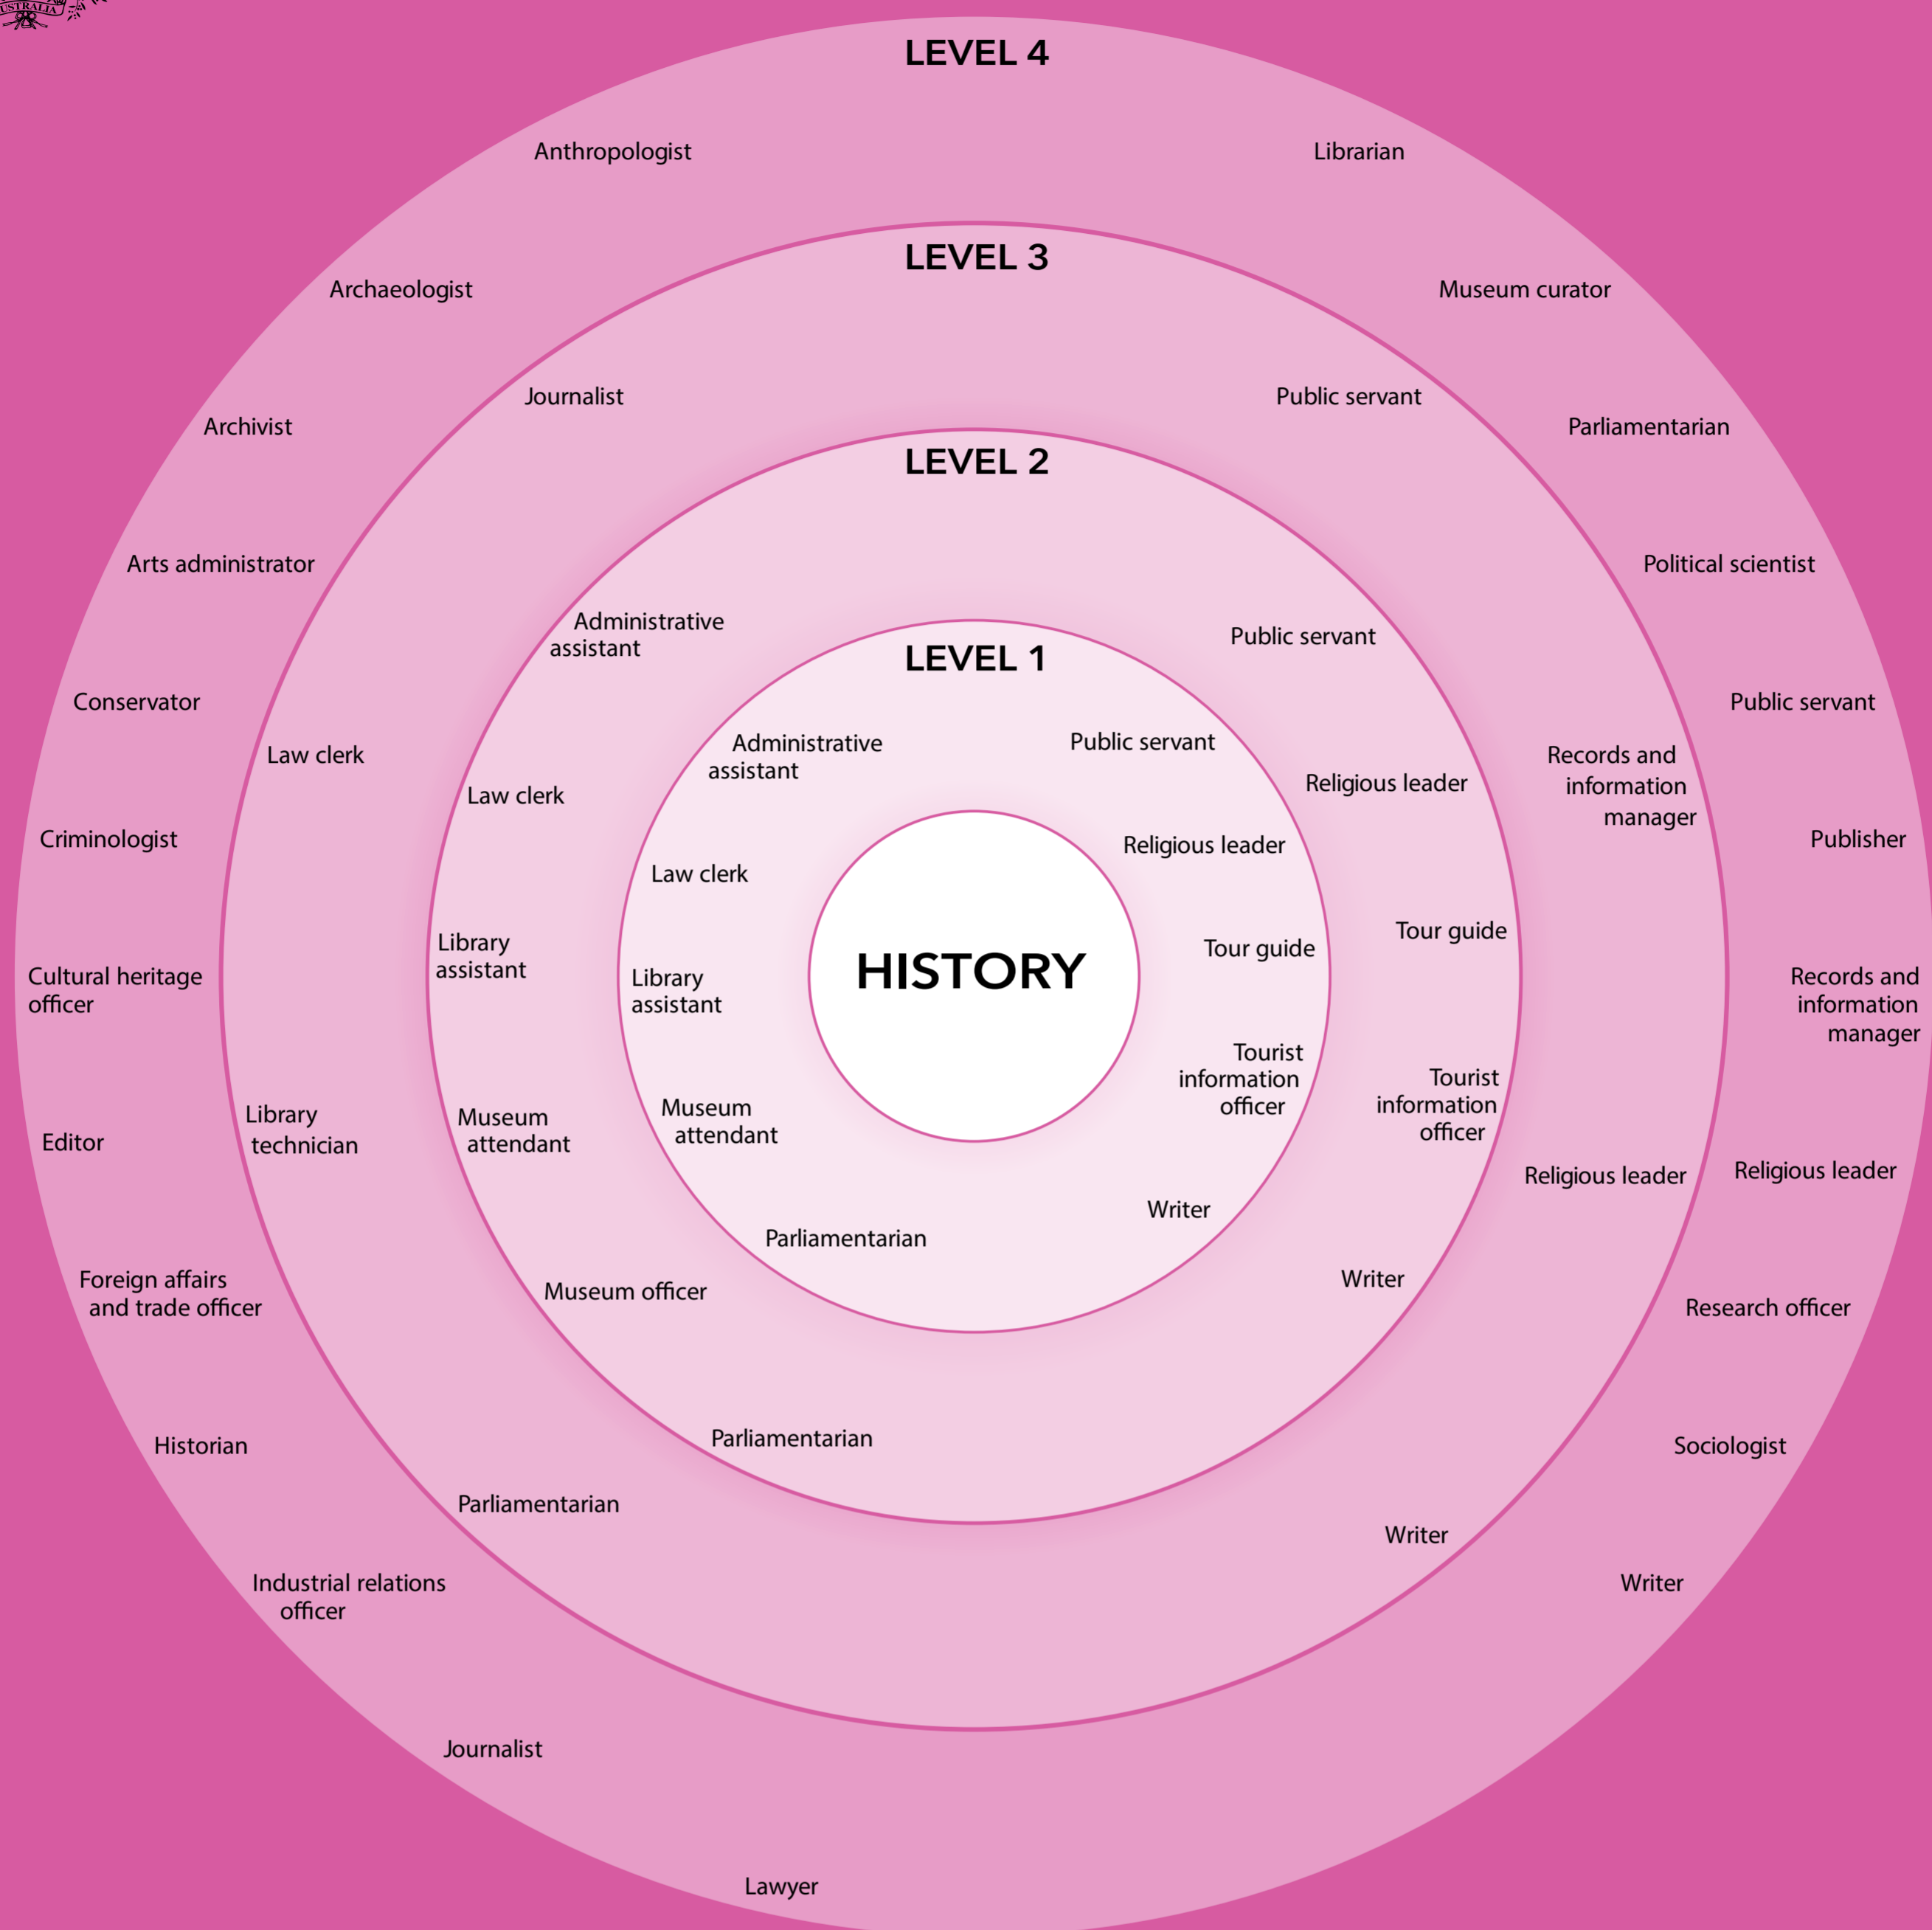 USTRALIA
LEVEL 4
Anthropologist
Archaeologist
Archivist
Arts administrator
Conservator
Criminologist
Cultural heritage
officer
Editor
Foreign affairs
and trade officer
Historian
Industrial relations
officer
Journalist
Lawyer
Librarian
Museum curator
Parliamentarian
Political scientist
Public servant
Publisher
Records and
information
manager
Religious leader
Research officer
Sociologist
Writer
LEVEL 3
Journalist
Law clerk
Library
technician
Parliamentarian
Public servant
Records and
information
manager
Religious leader
Writer
LEVEL 2
Administrative
assistant
Law clerk
Library
assistant
Museum
attendant
Museum officer
Parliamentarian
Public servant
Religious leader
Tour guide
Tourist
information
officer
Writer
LEVEL 1
Administrative
assistant
Law clerk
Library
assistant
Museum
attendant
Parliamentarian
Public servant
Religious leader
Tour guide
Tourist
information
officer
Writer
HISTORY